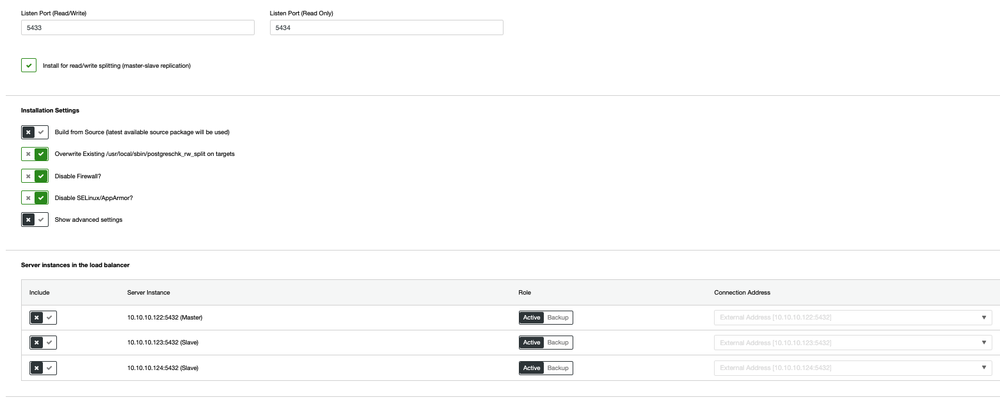 Listen Port (Read/Write) Listen Port (Read Only)
5433 5434
Install for read/write splitting (master-slave replication)
Installation Settings
Build from Source (latest available source package will be used)
Overwrite Existing /usr/local/sbin/postgreschk_rw_split on targets
Disable Firewall?
Disable SELinux/AppArmor?
Show advanced settings
Server instances in the load balancer
Include Server Instance Role Connection Address
10.10.10.122:5432 (Master) Active Backup External Address [10.10.10.122:5432]
10.10.10.123:5432 (Slave) Active Backup External Address [10.10.10.123:5432]
10.10.10.124:5432 (Slave) Active Backup External Address [10.10.10.124:5432]